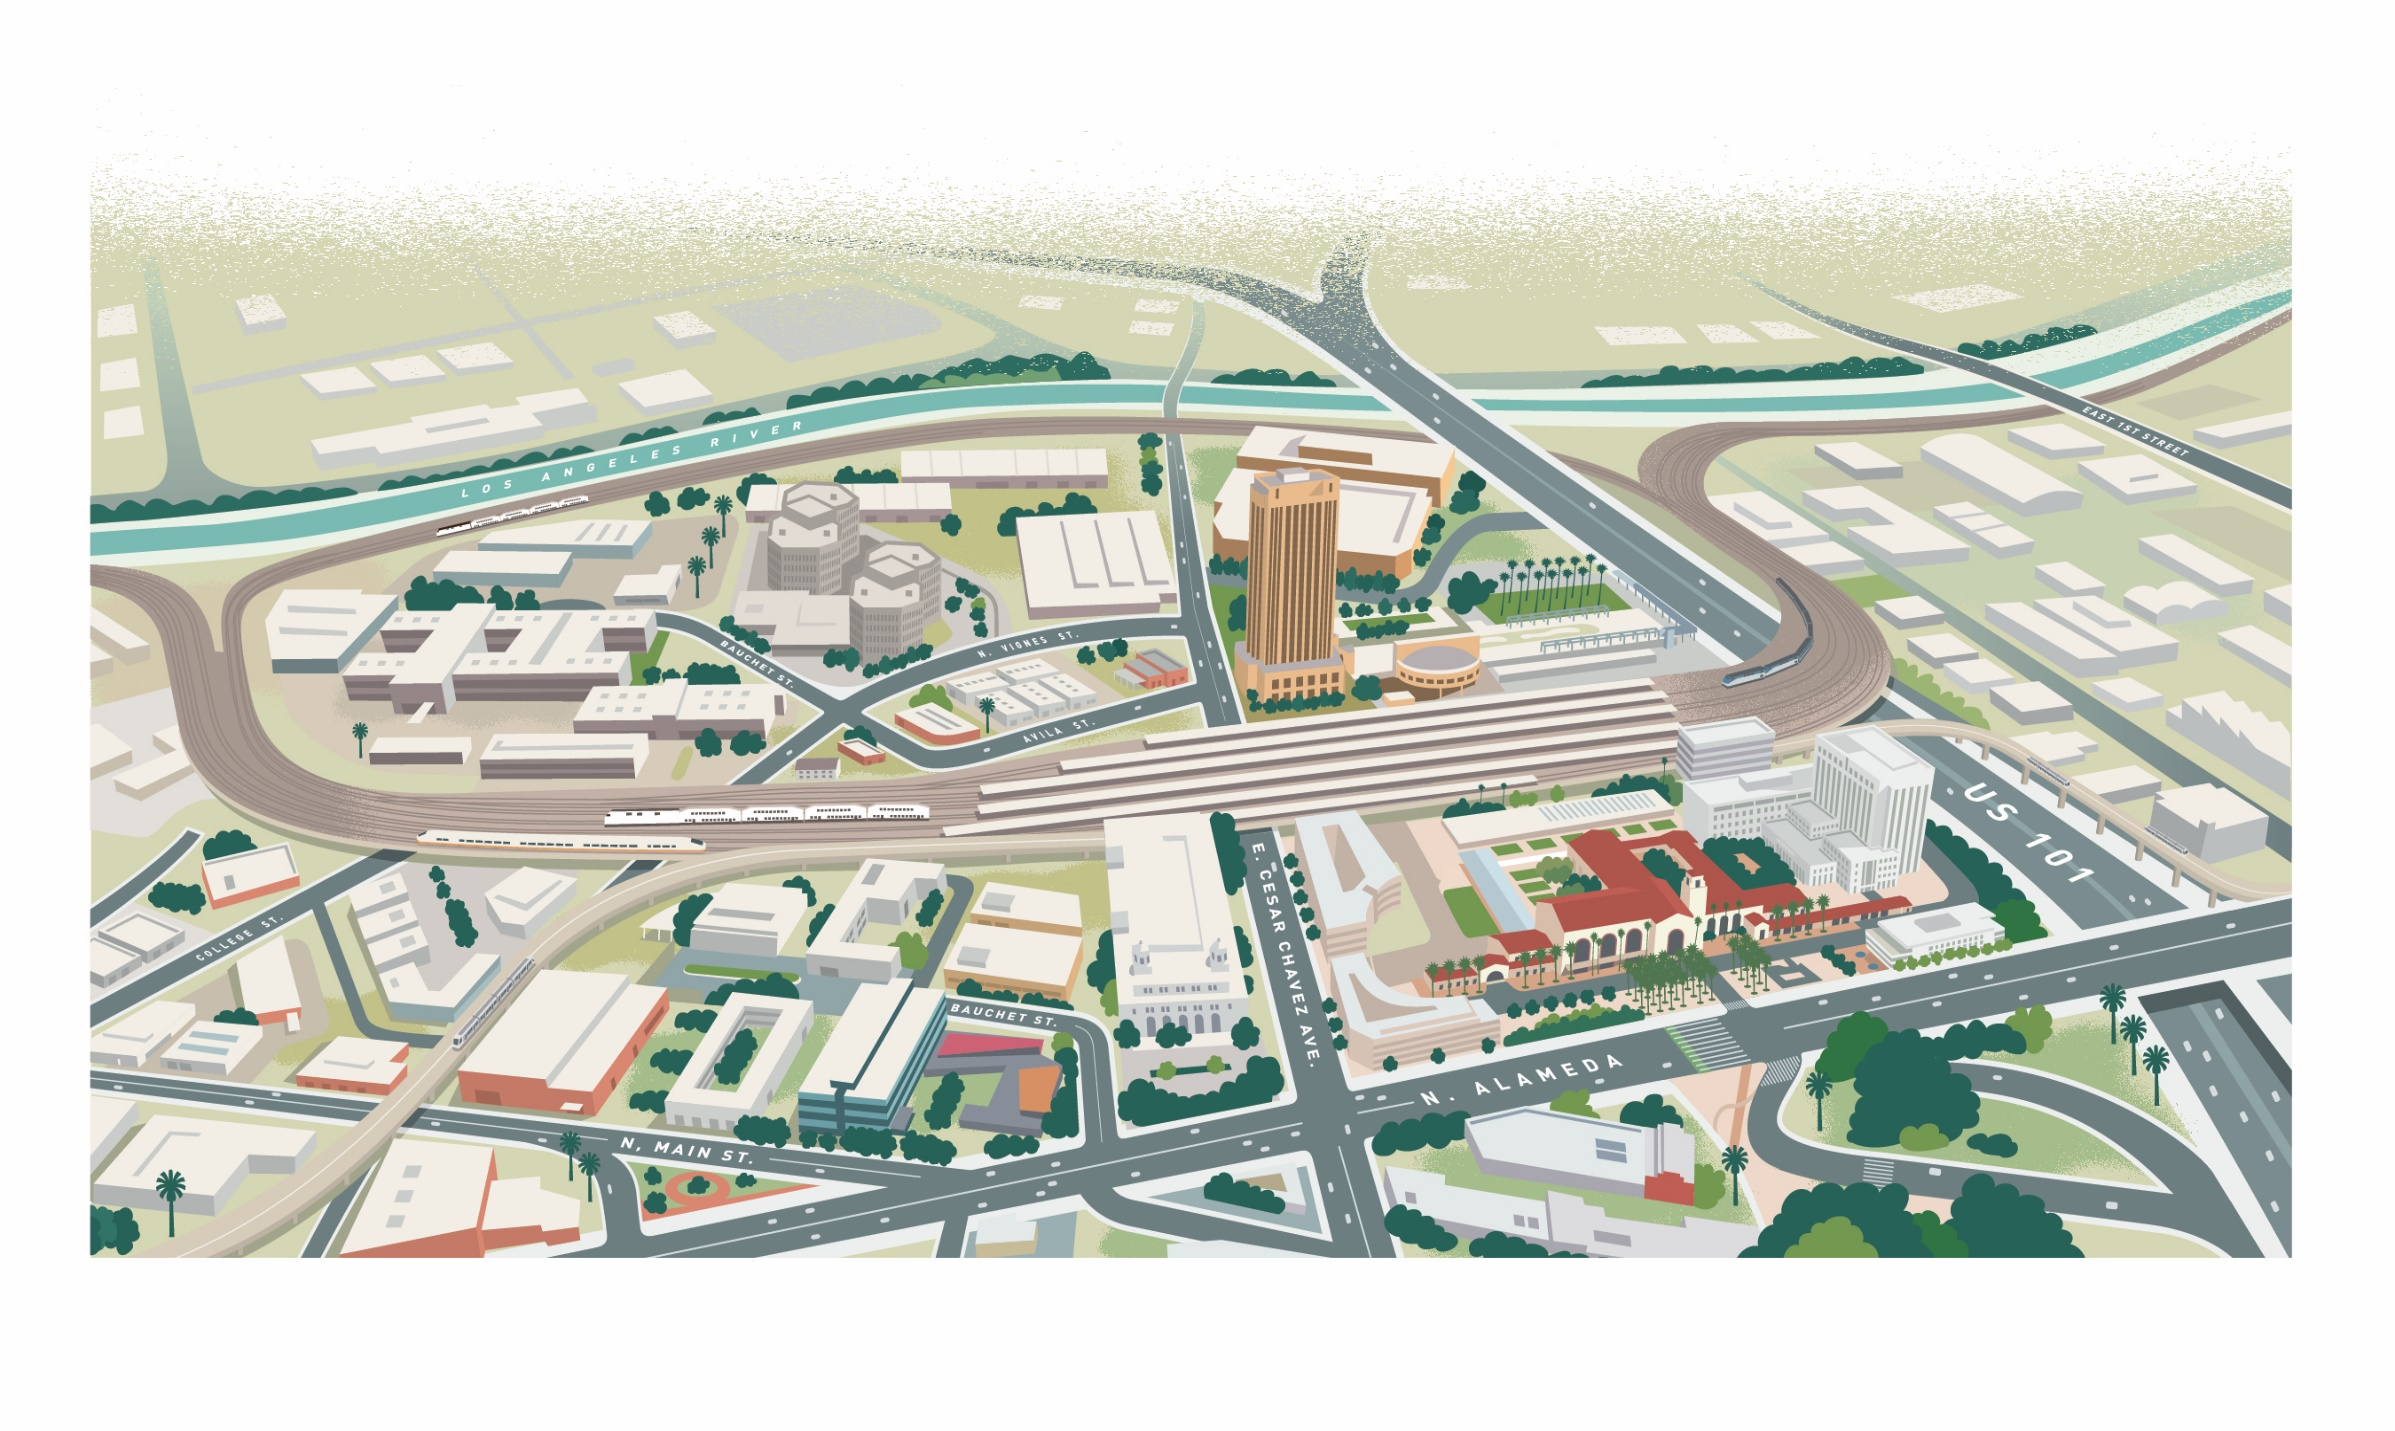 EAST 1ST STREET
LOS ANGELES RIVER
N. VIGNES ST.
BAUCHET ST.
AVILA ST.
US 101
E. CESAR CHAVEZ AVE.
COLLEGE ST.
BAUCHET ST.
N. ALAMEDA
N, MAIN ST.